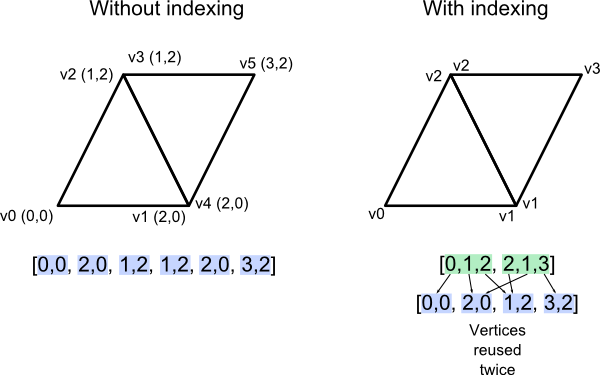 Without indexing
With indexing
v3 (1,2)
v2 (1,2)
v5 (3,2)
v0 (0,0)
v1 (2,0)
v4 (2,0)
v2
v2
v3
v0
v1
v1
[0,0, 2,0, 1,2, 1,2, 2,0, 3,2]
[0,1,2, 2,1,3]
[0,0, 2,0, 1,2, 3,2]
Vertices
reused
twice